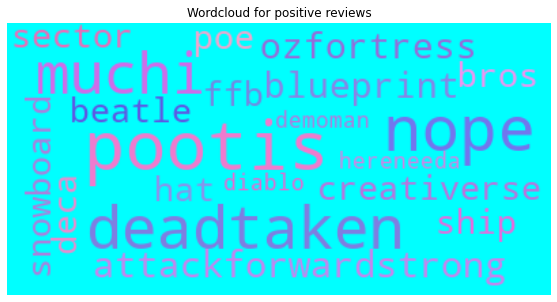 Wordcloud for positive reviews
sector
poe
ozfortress
muchi
ffb
blueprint
bros
beatle
demoman
nope
pootis
hereneeda
snowboard
deca
hat
diablo
creativerse
deadtaken
ship
attackforwardstrong